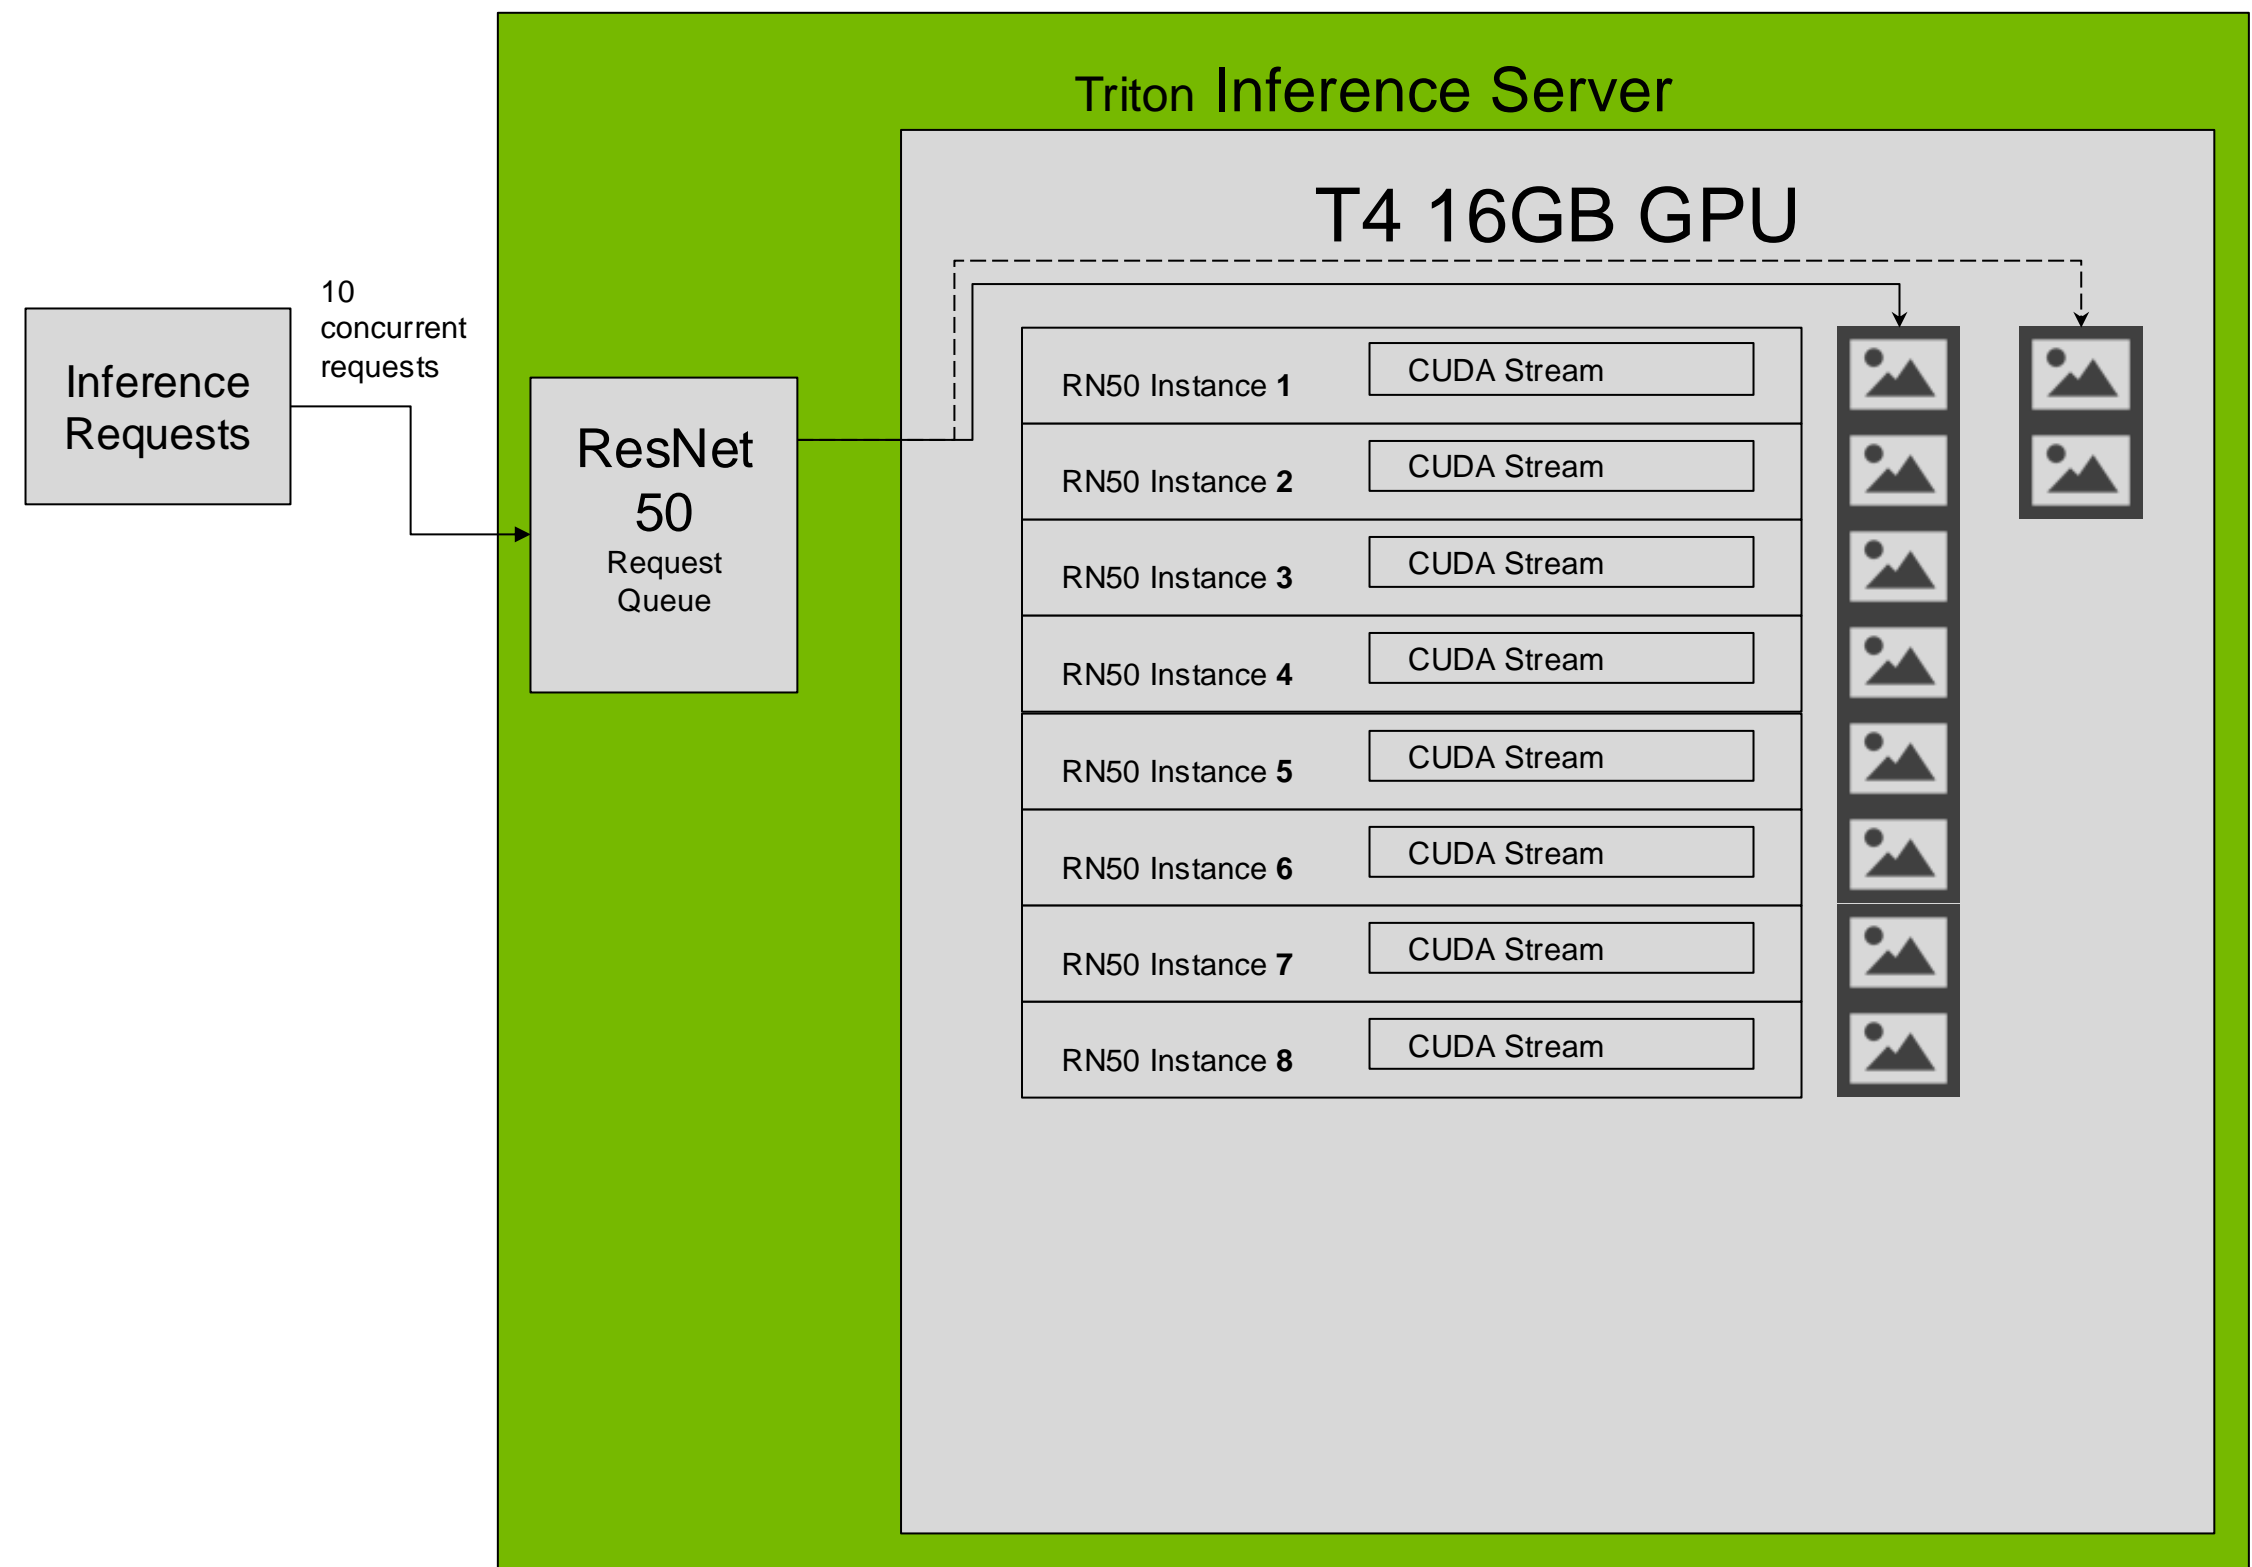 Triton Inference Server
T4 16GB GPU
10
concurrent
requests
Inference
Requests
ResNet
50
Request
Queue
RN50 Instance 1
CUDA Stream
RN50 Instance 2
CUDA Stream
RN50 Instance 3
CUDA Stream
RN50 Instance 4
CUDA Stream
RN50 Instance 5
CUDA Stream
RN50 Instance 6
CUDA Stream
RN50 Instance 7
CUDA Stream
RN50 Instance 8
CUDA Stream